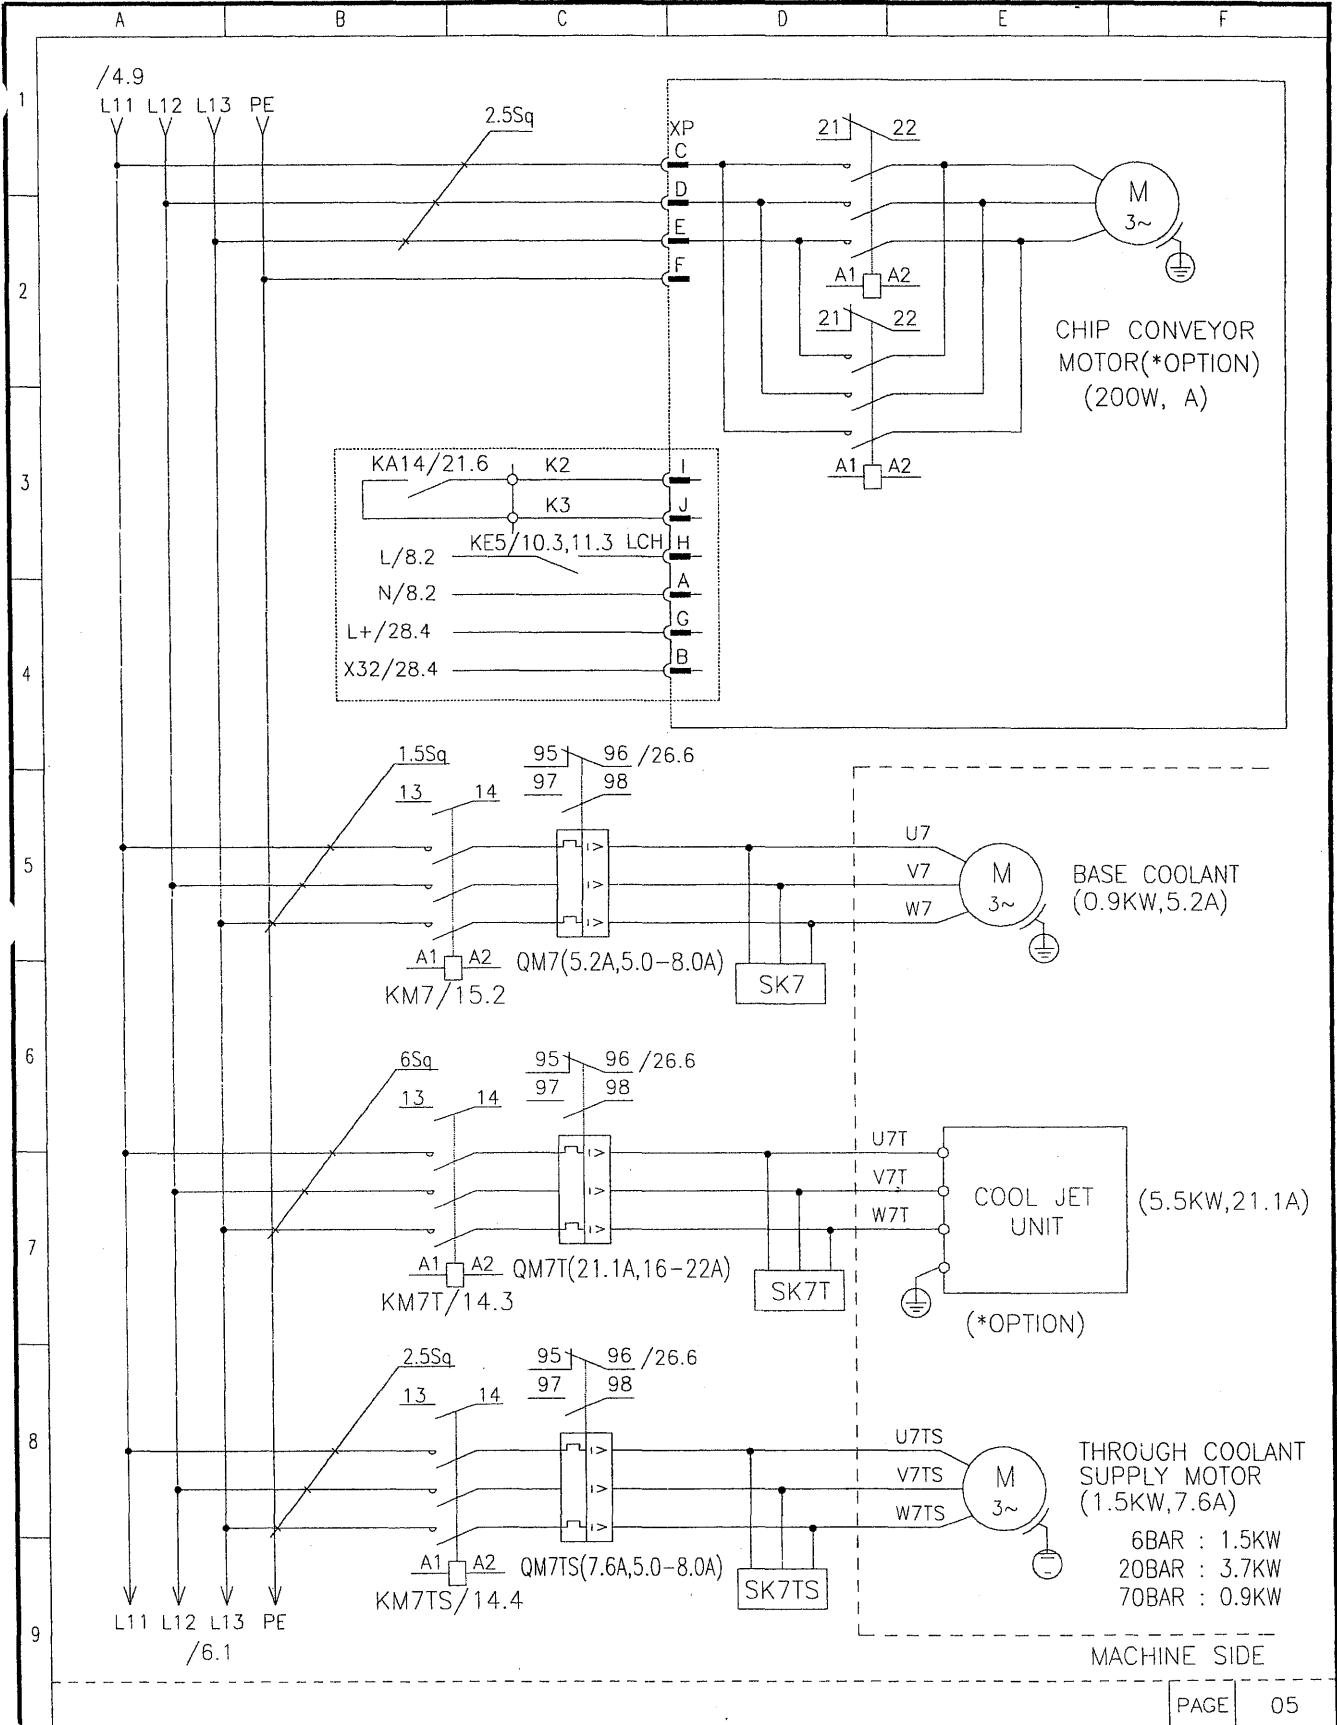 A B C D E F
/4.9
1
L11 L12 L13 PE
2.5Sq
XP
21 22
C
D
M
3~
E
F
A1 A2
2
21 22
CHIP CONVEYOR
MOTOR(*OPTION)
(200W, A)
A1 A2
3
KA14/21.6 K2 I
K3 J
L/8.2 KE5/10.3,11.3 LCH H
N/8.2 A
L+/28.4 G
X32/28.4 B
4
1.5Sq
95 96 /26.6
97 98
13 14
5
U7
V7
W7
M
3~
BASE COOLANT
(0.9KW,5.2A)
A1 A2
QM7(5.2A,5.0-8.0A)
KM7/15.2
SK7
6
6Sq
95 96 /26.6
97 98
13 14
U7T
V7T
W7T
COOL JET
UNIT
(5.5KW,21.1A)
7
A1 A2
QM7T(21.1A,16-22A)
KM7T/14.3
SK7T
(*OPTION)
2.5Sq
95 96 /26.6
97 98
13 14
8
U7TS
V7TS
W7TS
M
3~
THROUGH COOLANT
SUPPLY MOTOR
(1.5KW,7.6A)
6BAR : 1.5KW
20BAR : 3.7KW
70BAR : 0.9KW
A1 A2
QM7TS(7.6A,5.0-8.0A)
KM7TS/14.4
SK7TS
L11 L12 L13 PE
/6.1
9
MACHINE SIDE
PAGE 05